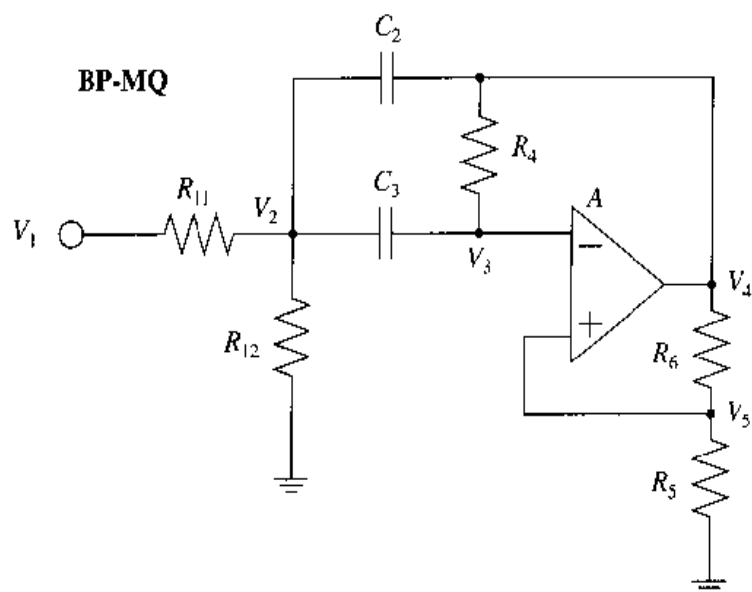 C₂
BP-MQ
R₄
R₁₁
C₃
A
V₂
V₁
V₃
−
V₄
+
R₁₂
R₆
V₅
R₅